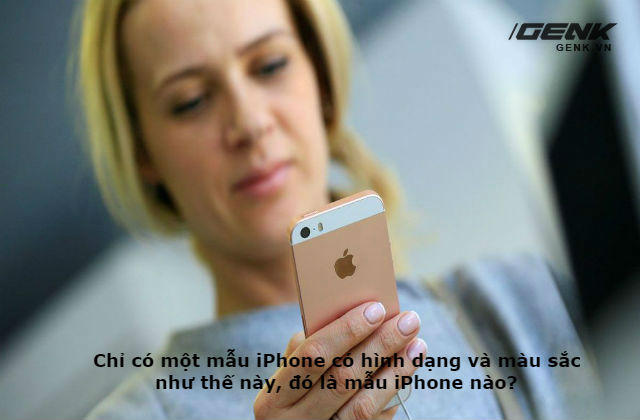 GENK
GENK.VN
Chỉ có một mẫu iPhone có hình dạng và màu sắc
như thế này, đó là mẫu iPhone nào?